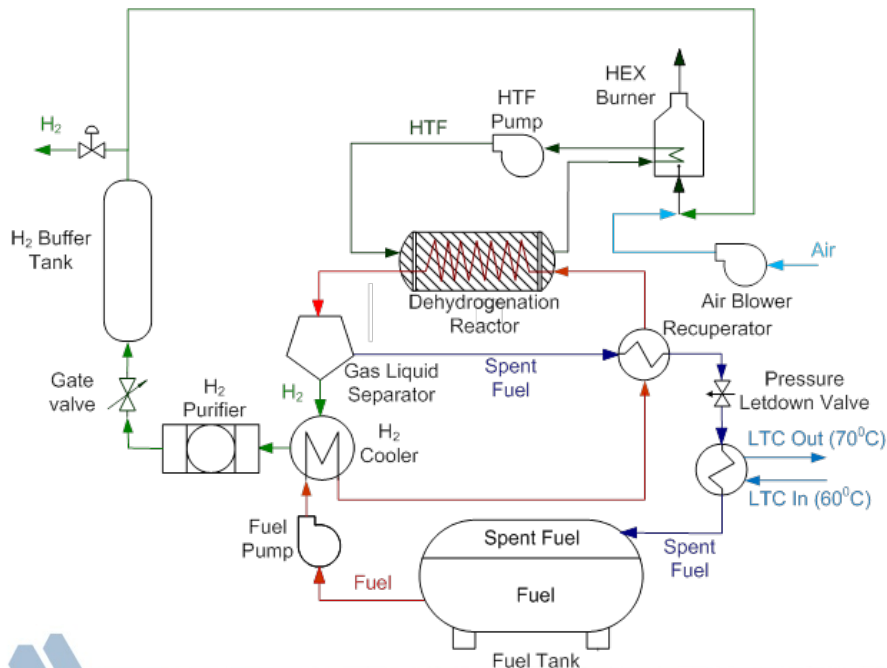 HEX
Burner
HTF
Pump
HTF
H₂
H₂ Buffer
Tank
Air
Dehydrogenation
Reactor
Air Blower
Recuperator
Gas Liquid
Separator
Spent
Fuel
Gate
valve
H₂
Purifier
H₂
H₂
Cooler
Pressure
Letdown Valve
LTC Out (70⁰C)
LTC In (60⁰C)
Fuel
Pump
Spent Fuel
Spent
Fuel
Fuel
Fuel
Fuel Tank